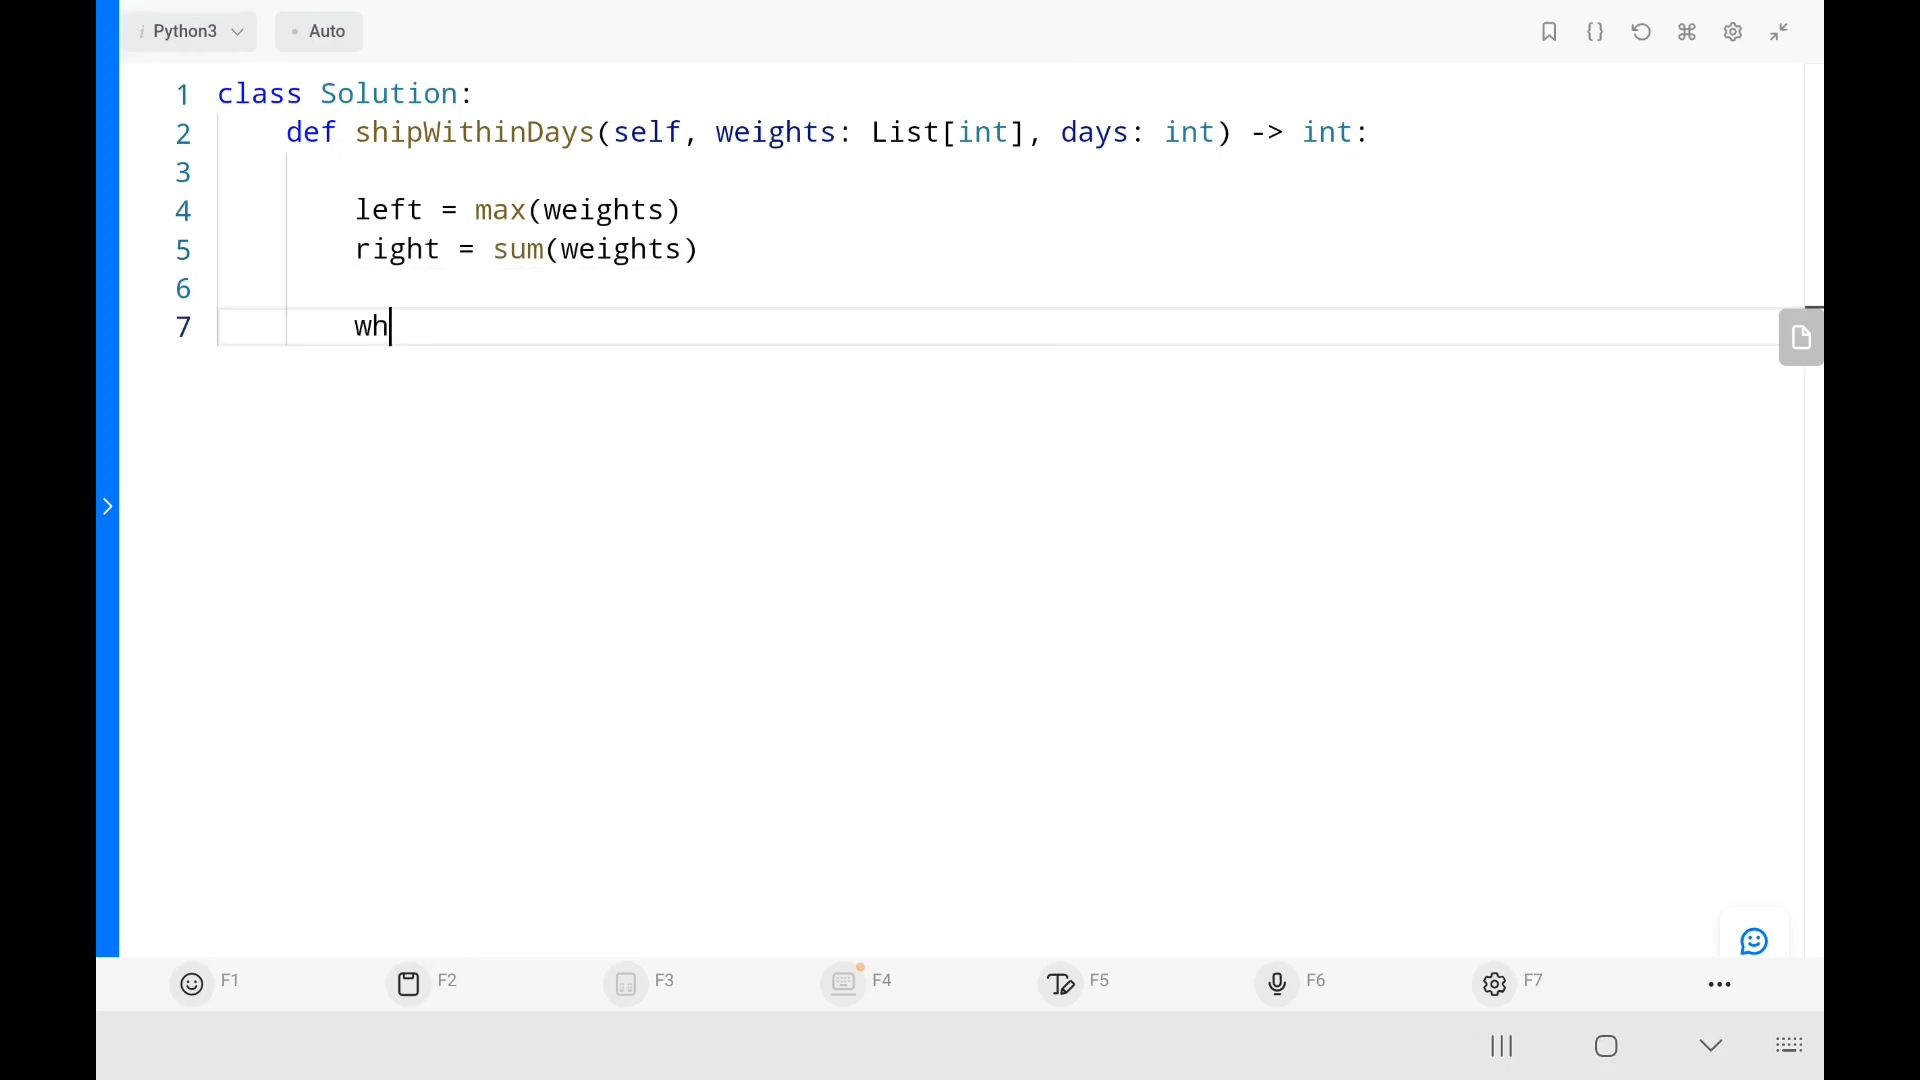 i Python3 Auto
1 class Solution:
2 def shipWithinDays(self, weights: List[int], days: int) -> int:
3
4 left = max(weights)
5 right = sum(weights)
6
7 wh
F1 F2 F3 F4 F5 F6 F7